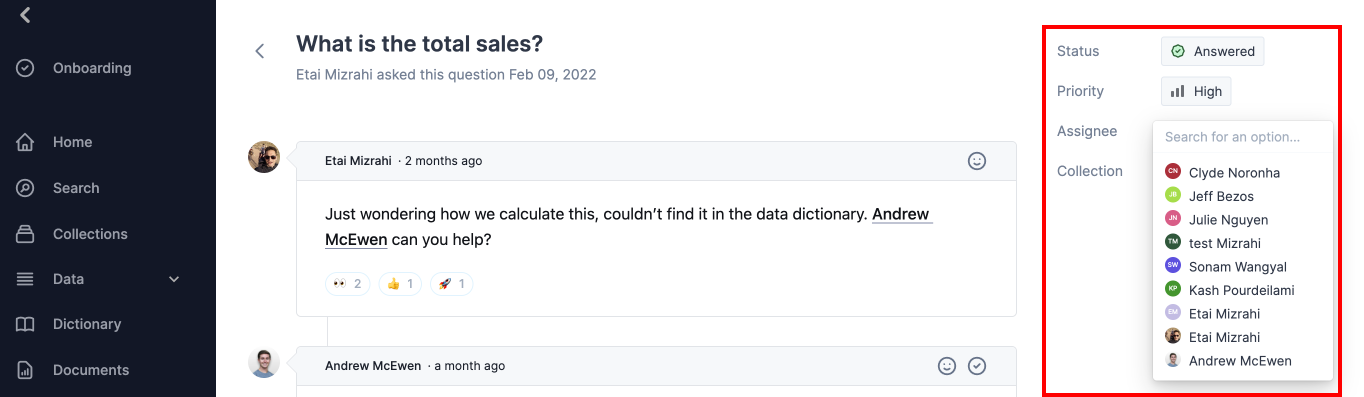 Onboarding
Home
Search
Collections
Data
Dictionary
Documents
What is the total sales?
Etai Mizrahi asked this question Feb 09, 2022
Etai Mizrahi · 2 months ago
Just wondering how we calculate this, couldn’t find it in the data dictionary. Andrew
McEwen can you help?
2 1 1
Andrew McEwen · a month ago
Status Answered
Priority High
Assignee
Search for an option...
Collection
CN Clyde Noronha
JB Jeff Bezos
JN Julie Nguyen
TM test Mizrahi
SW Sonam Wangyal
KP Kash Pourdeilami
EM Etai Mizrahi
Etai Mizrahi
Andrew McEwen